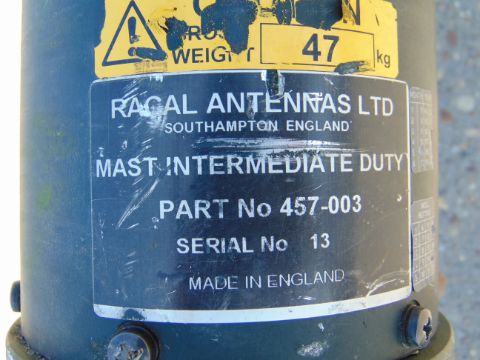 WEIGHT 47 kg
RACAL ANTENNAS LTD
SOUTHAMPTON ENGLAND
MAST INTERMEDIATE DUTY
PART No 457-003
SERIAL No 13
MADE IN ENGLAND